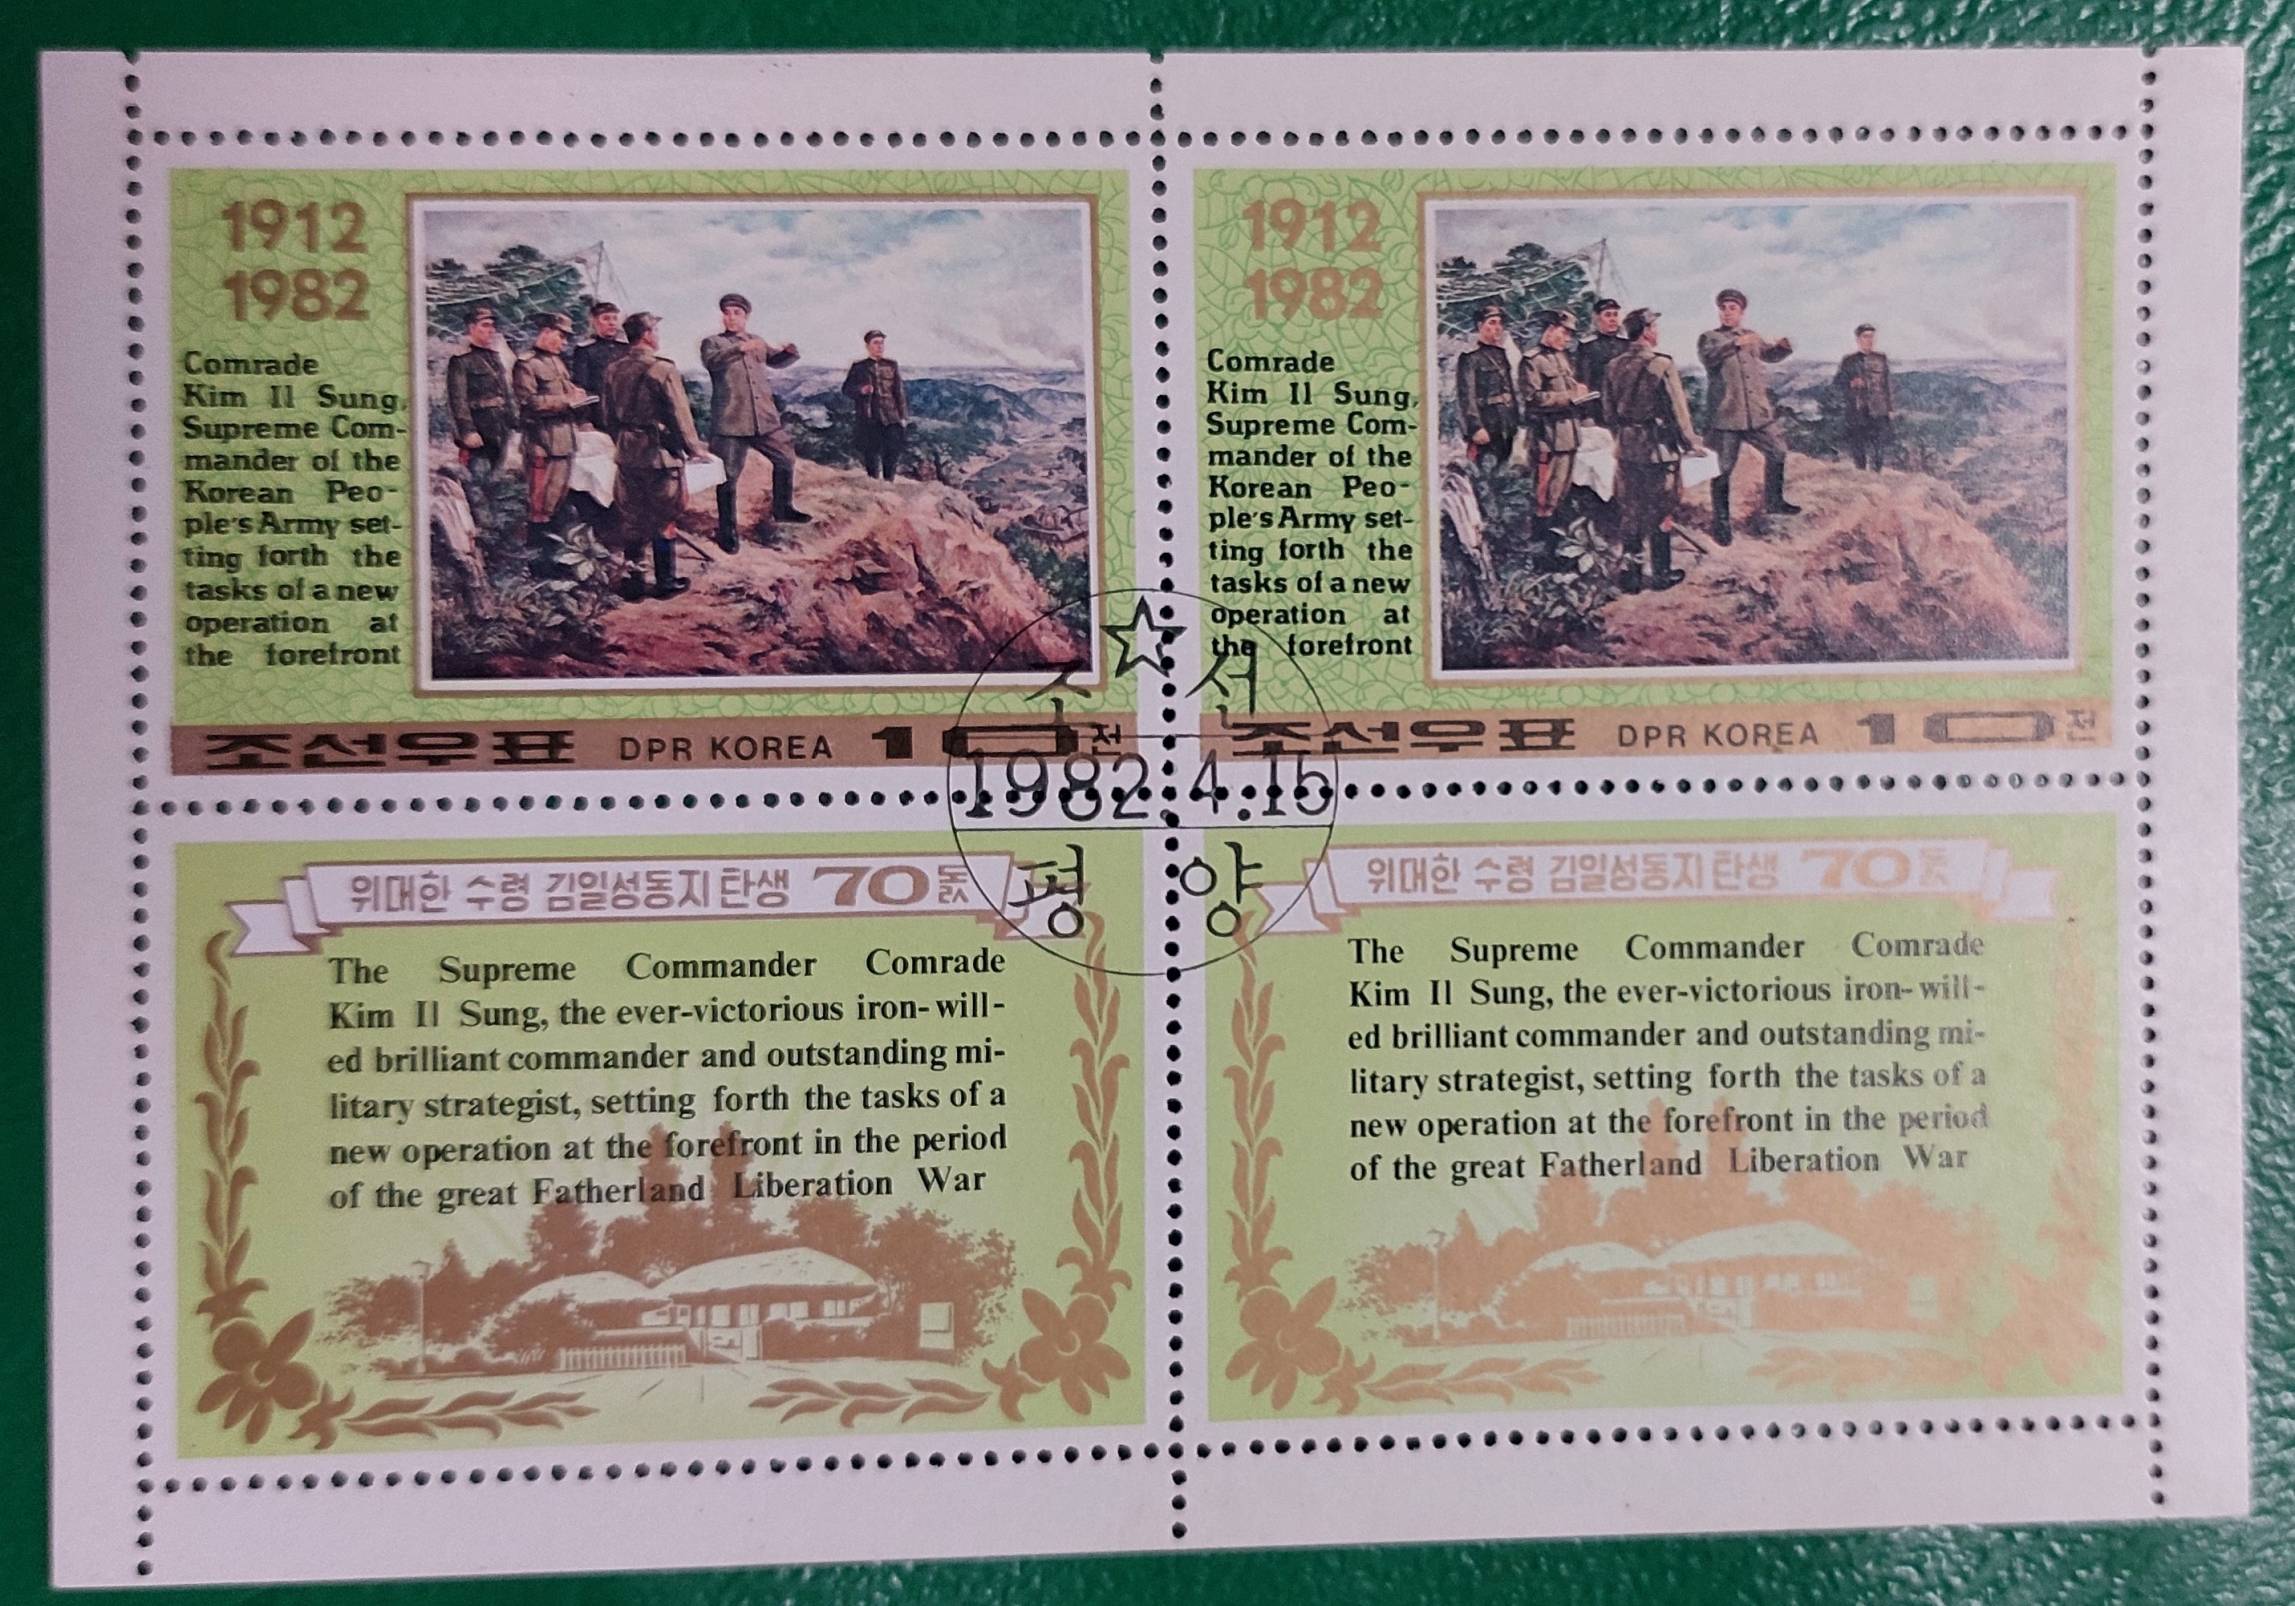 1912
1982
Comrade
Kim Il Sung,
Supreme Com-
mander of the
Korean Peo-
ple's Army set-
ting forth the
tasks of a new
operation at
the forefront
조선우표 DPR KOREA 10전
1912
1982
Comrade
Kim Il Sung,
Supreme Com-
mander of the
Korean Peo-
ple's Army set-
ting forth the
tasks of a new
operation at
the forefront
조선우표 DPR KOREA 10전
조선
1982.4.15
평양
위대한 수령 김일성동지 탄생 70돐
The Supreme Commander Comrade
Kim Il Sung, the ever-victorious iron-will-
ed brilliant commander and outstanding mi-
litary strategist, setting forth the tasks of a
new operation at the forefront in the period
of the great Fatherland Liberation War
위대한 수령 김일성동지 탄생 70돐
The Supreme Commander Comrade
Kim Il Sung, the ever-victorious iron-will-
ed brilliant commander and outstanding mi-
litary strategist, setting forth the tasks of a
new operation at the forefront in the period
of the great Fatherland Liberation War